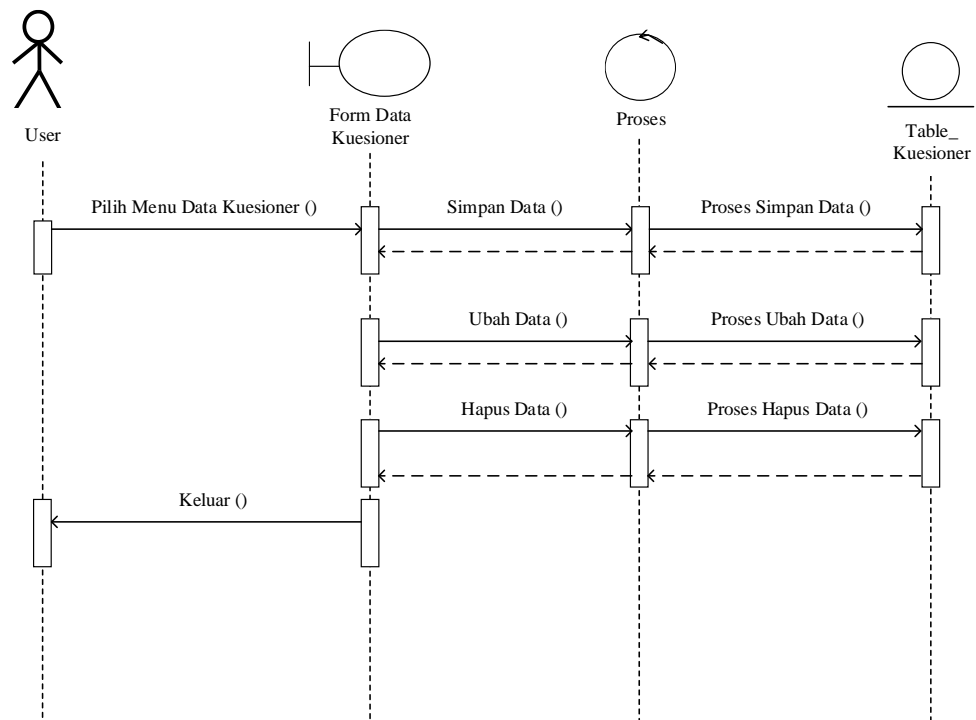 User
Form Data
Kuesioner
Proses
Table_
Kuesioner
Pilih Menu Data Kuesioner ()
Simpan Data ()
Proses Simpan Data ()
Ubah Data ()
Proses Ubah Data ()
Hapus Data ()
Proses Hapus Data ()
Keluar ()